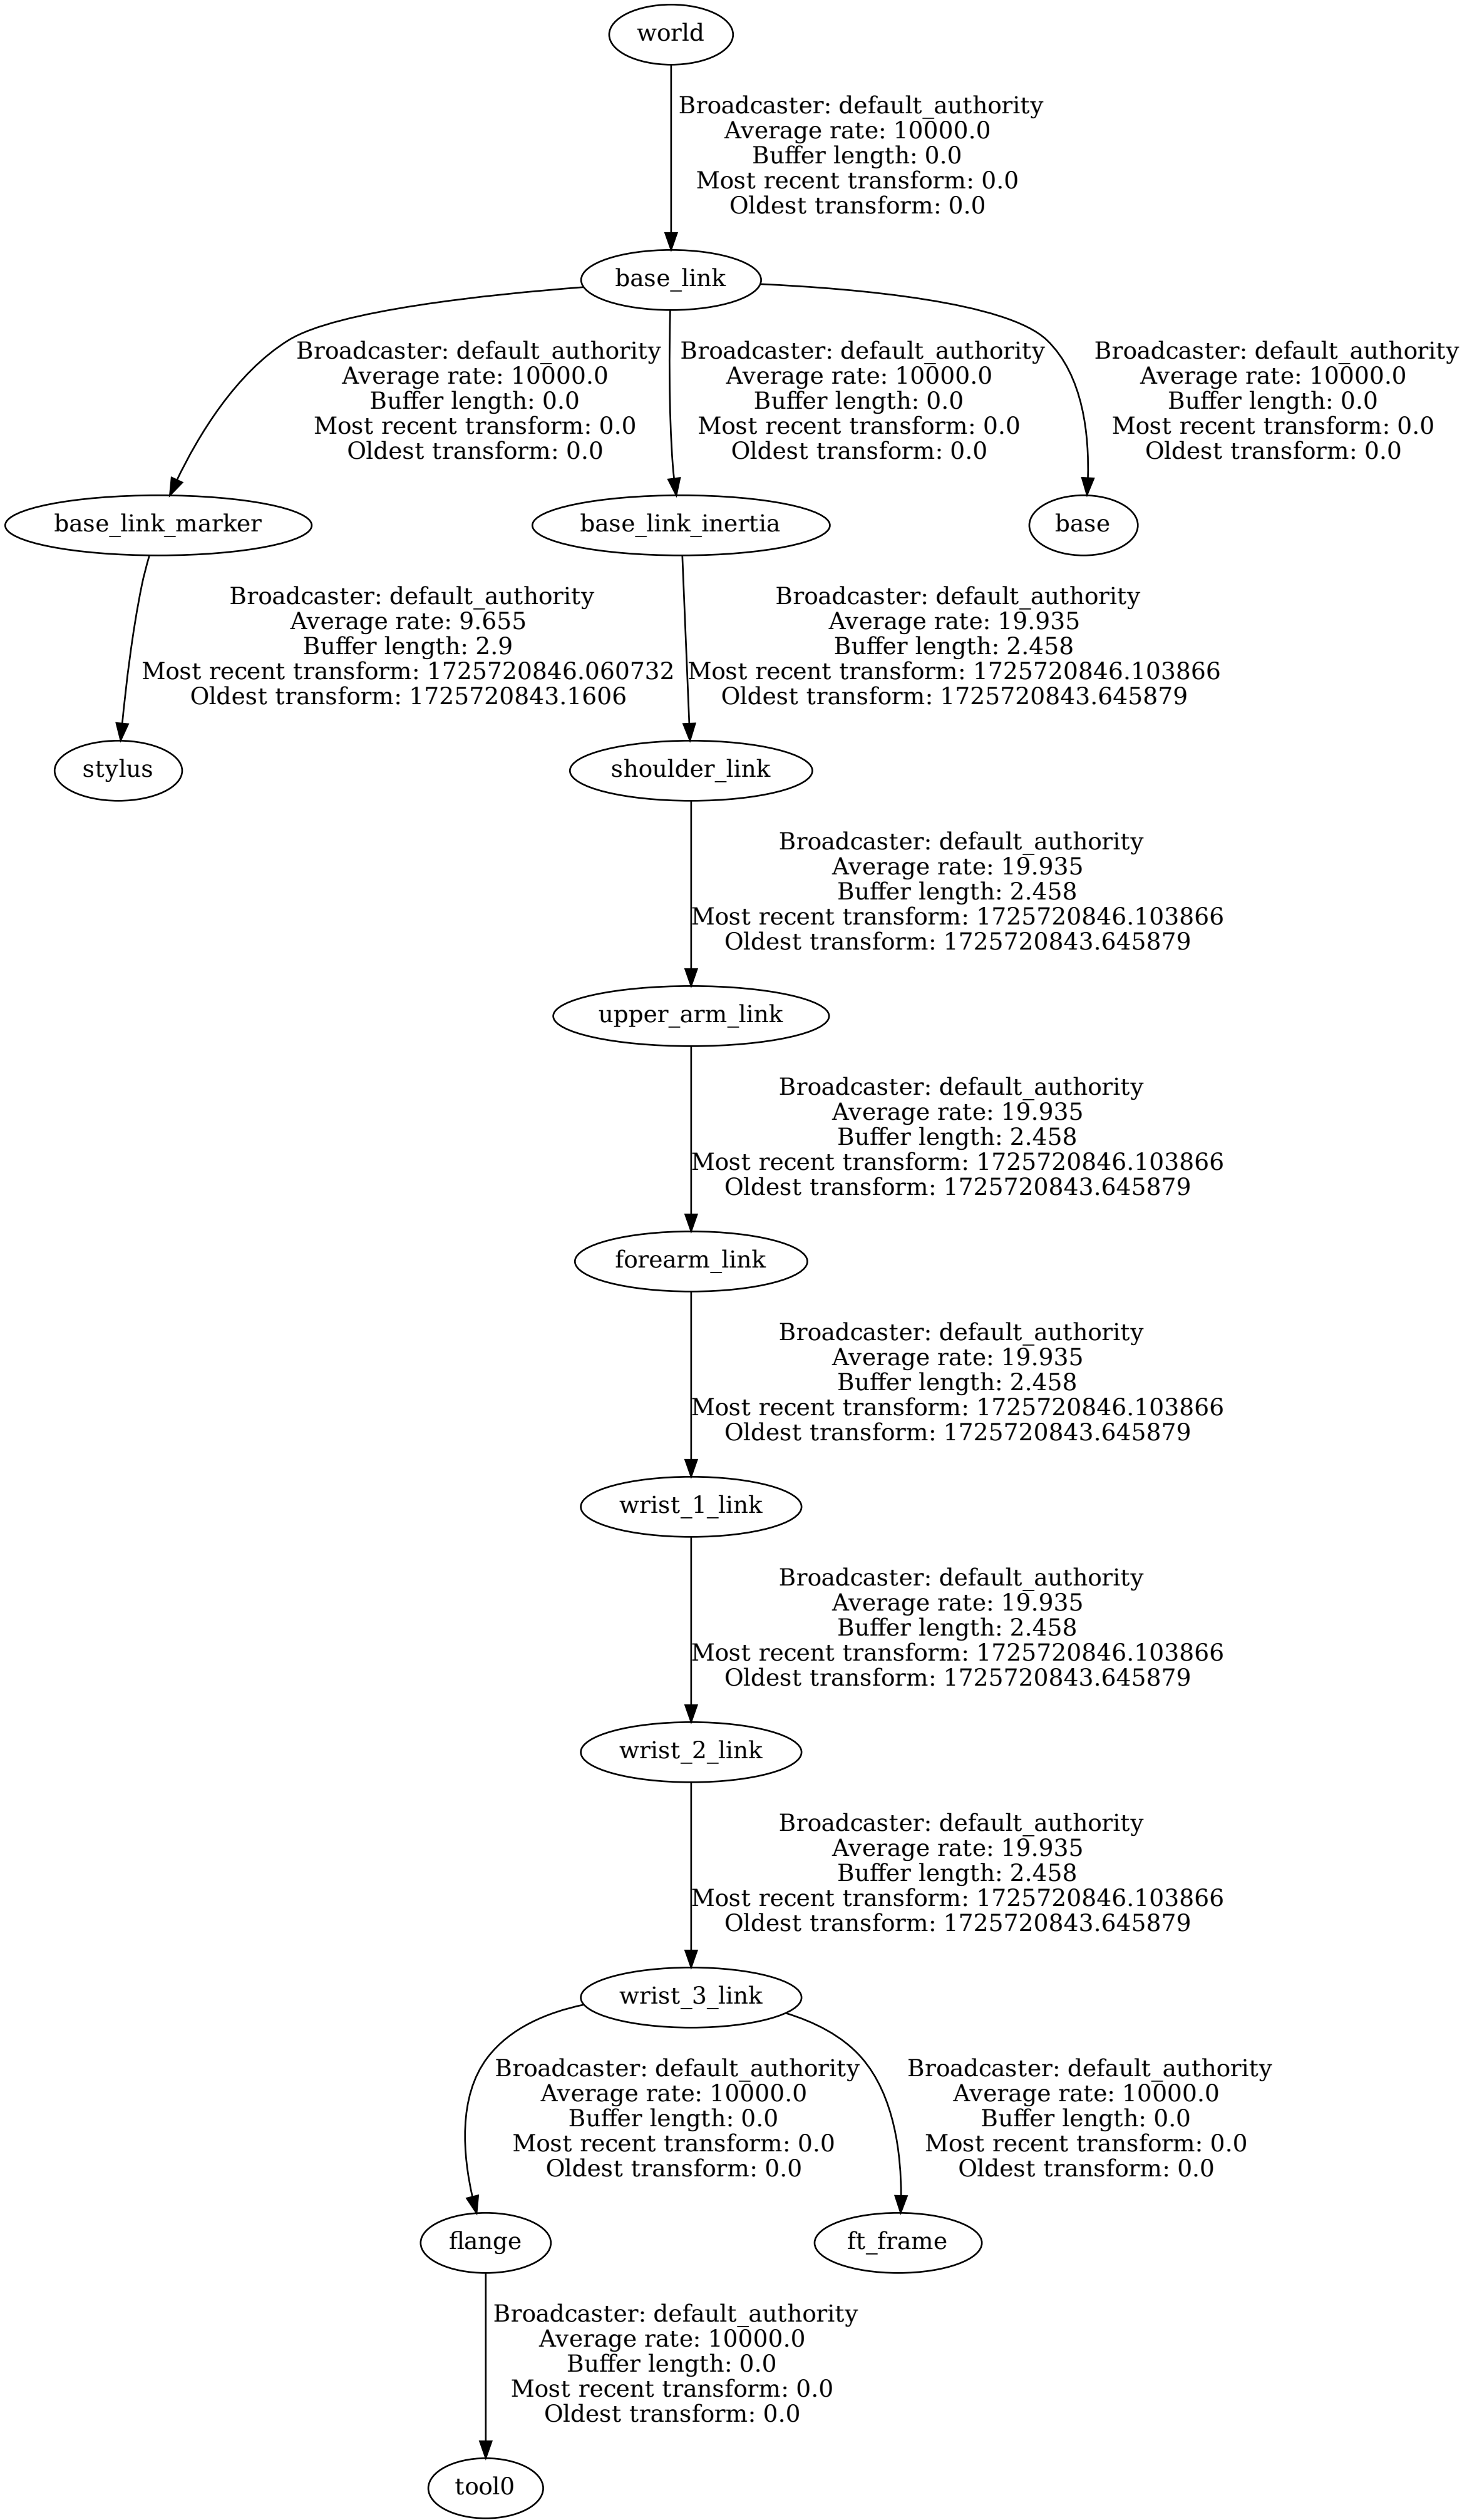 world
Broadcaster: default_authority
Average rate: 10000.0
Buffer length: 0.0
Most recent transform: 0.0
Oldest transform: 0.0
base_link
Broadcaster: default_authority
Average rate: 10000.0
Buffer length: 0.0
Most recent transform: 0.0
Oldest transform: 0.0
Broadcaster: default_authority
Average rate: 10000.0
Buffer length: 0.0
Most recent transform: 0.0
Oldest transform: 0.0
Broadcaster: default_authority
Average rate: 10000.0
Buffer length: 0.0
Most recent transform: 0.0
Oldest transform: 0.0
base_link_marker
base_link_inertia
base
Broadcaster: default_authority
Average rate: 9.655
Buffer length: 2.9
Most recent transform: 1725720846.060732
Oldest transform: 1725720843.1606
Broadcaster: default_authority
Average rate: 19.935
Buffer length: 2.458
Most recent transform: 1725720846.103866
Oldest transform: 1725720843.645879
stylus
shoulder_link
Broadcaster: default_authority
Average rate: 19.935
Buffer length: 2.458
Most recent transform: 1725720846.103866
Oldest transform: 1725720843.645879
upper_arm_link
Broadcaster: default_authority
Average rate: 19.935
Buffer length: 2.458
Most recent transform: 1725720846.103866
Oldest transform: 1725720843.645879
forearm_link
Broadcaster: default_authority
Average rate: 19.935
Buffer length: 2.458
Most recent transform: 1725720846.103866
Oldest transform: 1725720843.645879
wrist_1_link
Broadcaster: default_authority
Average rate: 19.935
Buffer length: 2.458
Most recent transform: 1725720846.103866
Oldest transform: 1725720843.645879
wrist_2_link
Broadcaster: default_authority
Average rate: 19.935
Buffer length: 2.458
Most recent transform: 1725720846.103866
Oldest transform: 1725720843.645879
wrist_3_link
Broadcaster: default_authority
Average rate: 10000.0
Buffer length: 0.0
Most recent transform: 0.0
Oldest transform: 0.0
Broadcaster: default_authority
Average rate: 10000.0
Buffer length: 0.0
Most recent transform: 0.0
Oldest transform: 0.0
flange
ft_frame
Broadcaster: default_authority
Average rate: 10000.0
Buffer length: 0.0
Most recent transform: 0.0
Oldest transform: 0.0
tool0